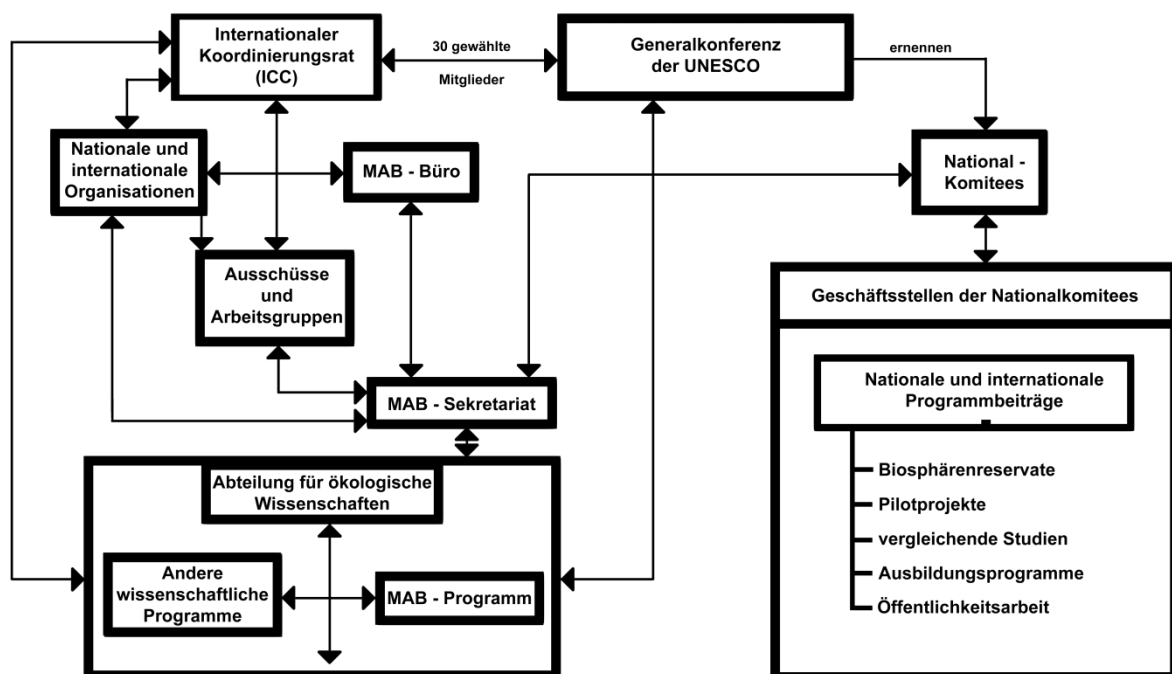 Internationaler
Koordinierungsrat
(ICC)
30 gewählte
Mitglieder
Generalkonferenz
der UNESCO
ernennen
Nationale und
internationale
Organisationen
MAB - Büro
National -
Komitees
Ausschüsse
und
Arbeitsgruppen
Geschäftsstellen der Nationalkomitees
MAB - Sekretariat
Nationale und internationale
Programmbeiträge
Abteilung für ökologische
Wissenschaften
Biosphärenreservate
Pilotprojekte
vergleichende Studien
Ausbildungsprogramme
Öffentlichkeitsarbeit
Andere
wissenschaftliche
Programme
MAB - Programm